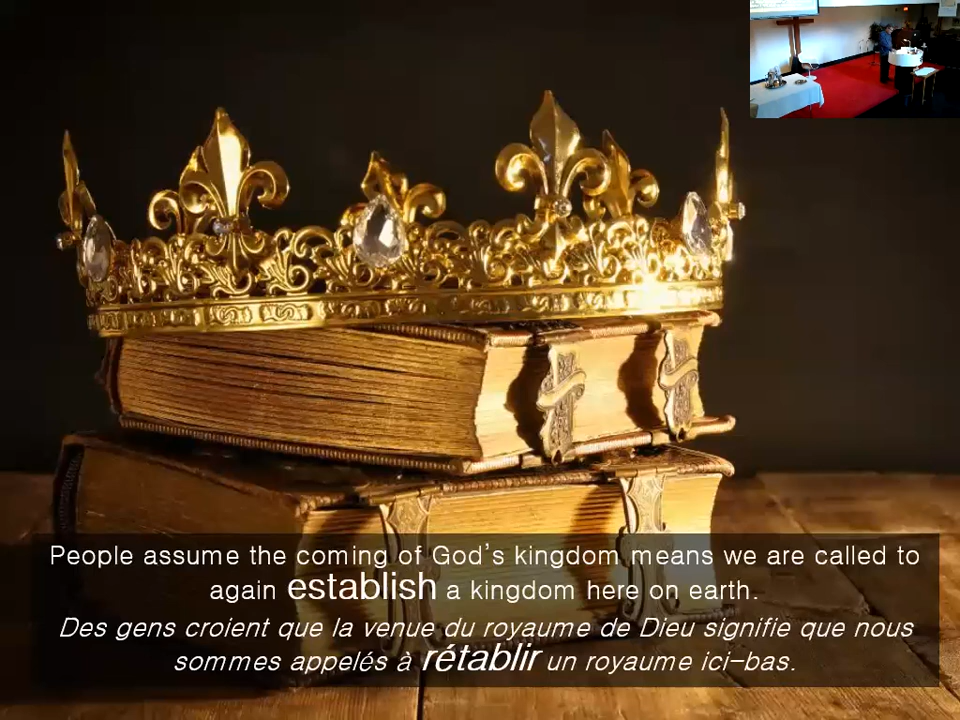 People assume the coming of God's kingdom means we are called to
again establish a kingdom here on earth.
Des gens croient que la venue du royaume de Dieu signifie que nous
sommes appelés à rétablir un royaume ici-bas.